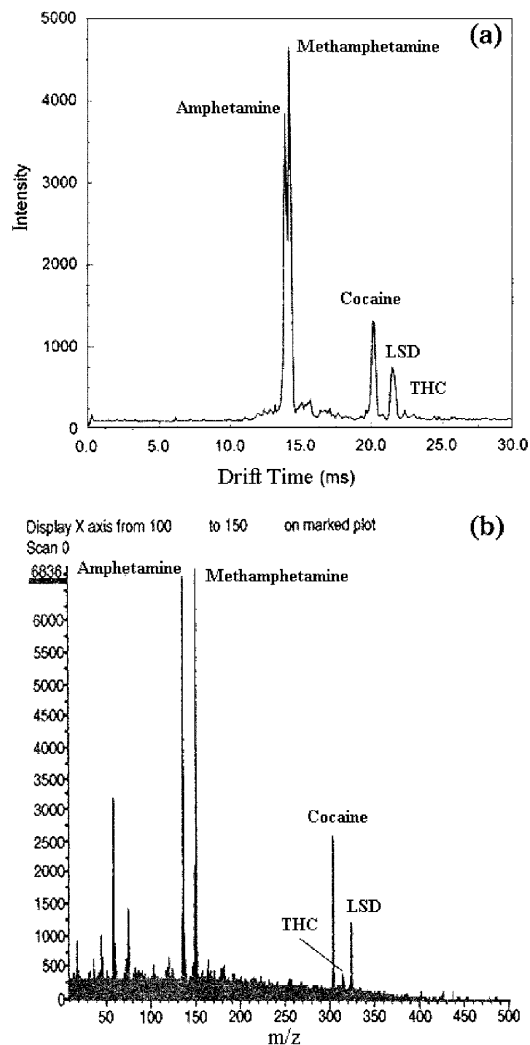 (a)
5000
Methamphetamine
4000
Amphetamine
3000
Intensity
2000
Cocaine
1000
LSD
THC
0
0.0 5.0 10.0 15.0 20.0 25.0 30.0
Drift Time (ms)
(b)
Display X axis from 100 to 150 on marked plot
Scan 0
6836
Amphetamine
Methamphetamine
6000
5500
5000
4500
4000
3500
3000
Cocaine
2500
2000
1500
THC
LSD
1000
500
0
50 100 150 200 250 300 350 400 450 500
m/z